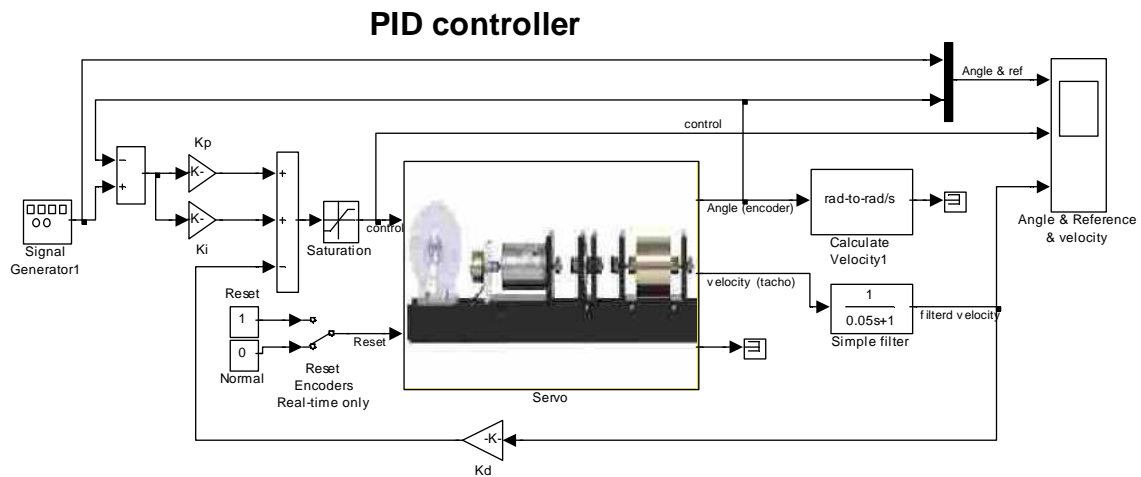 PID controller
Angle & ref
control
Kp
K-
rad-to-rad/s
Angle (encoder)
Signal
Generator1
K-
Ki
Saturation
control
Calculate
Velocity1
Angle & Reference
& velocity
velocity (tacho)
Reset
1
1
0.05s+1
filterd velocity
Simple filter
0
Normal
Reset
Reset
Encoders
Real-time only
Servo
-K-
Kd